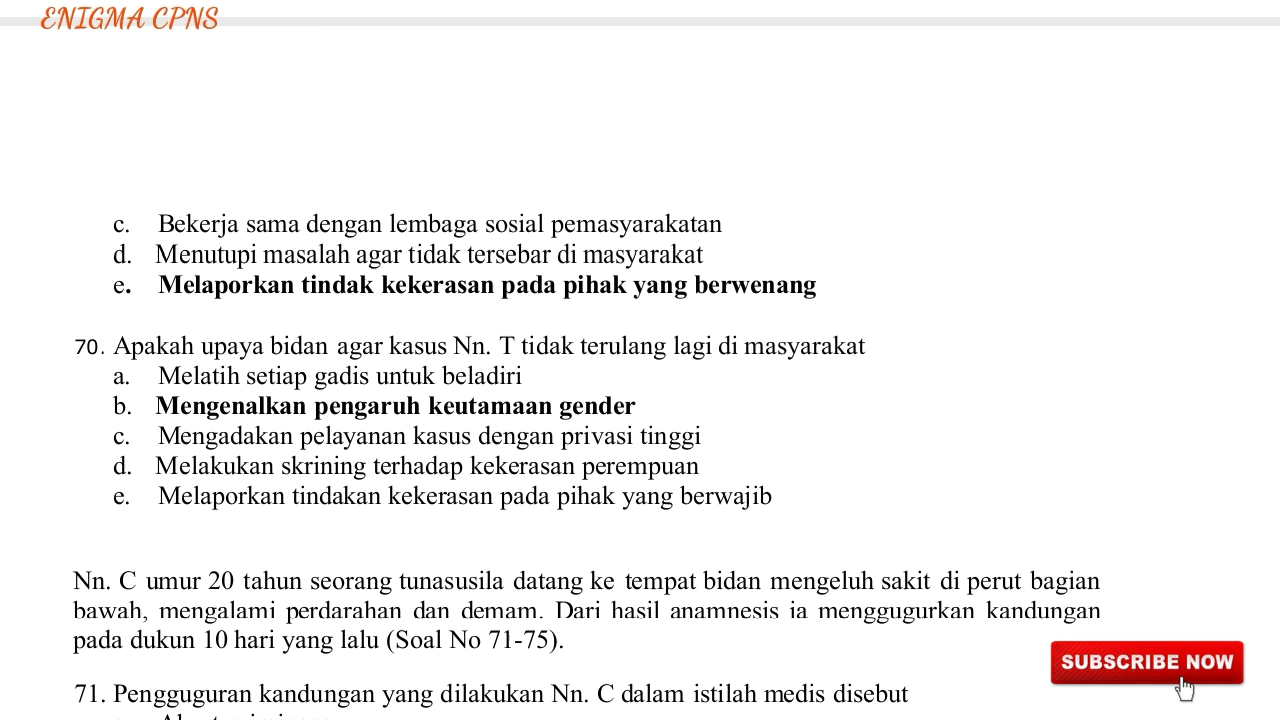 ENIGMA CPNS
c. Bekerja sama dengan lembaga sosial pemasyarakatan
d. Menutupi masalah agar tidak tersebar di masyarakat
e. Melaporkan tindak kekerasan pada pihak yang berwenang
70. Apakah upaya bidan agar kasus Nn. T tidak terulang lagi di masyarakat
a. Melatih setiap gadis untuk beladiri
b. Mengenalkan pengaruh keutamaan gender
c. Mengadakan pelayanan kasus dengan privasi tinggi
d. Melakukan skrining terhadap kekerasan perempuan
e. Melaporkan tindakan kekerasan pada pihak yang berwajib
Nn. C umur 20 tahun seorang tunasusila datang ke tempat bidan mengeluh sakit di perut bagian
bawah, mengalami perdarahan dan demam. Dari hasil anamnesis ia menggugurkan kandungan
pada dukun 10 hari yang lalu (Soal No 71-75).
SUBSCRIBE NOW
71. Pengguguran kandungan yang dilakukan Nn. C dalam istilah medis disebut